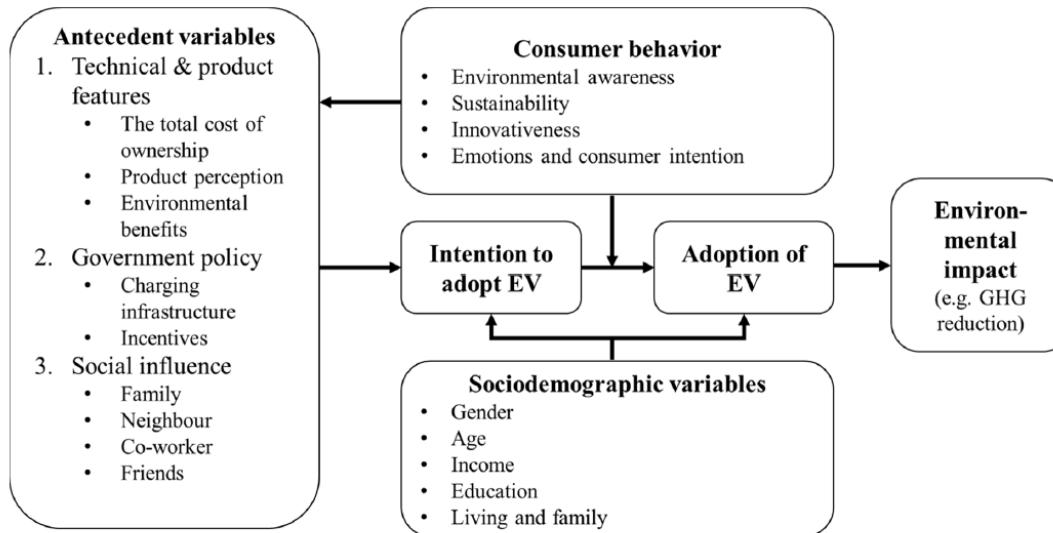 Antecedent variables
1. Technical & product
features
• The total cost of
ownership
• Product perception
• Environmental
benefits
2. Government policy
• Charging
infrastructure
• Incentives
3. Social influence
• Family
• Neighbour
• Co-worker
• Friends
Consumer behavior
• Environmental awareness
• Sustainability
• Innovativeness
• Emotions and consumer intention
Intention to
adopt EV
Adoption of
EV
Environ-
mental
impact
(e.g. GHG
reduction)
Sociodemographic variables
• Gender
• Age
• Income
• Education
• Living and family